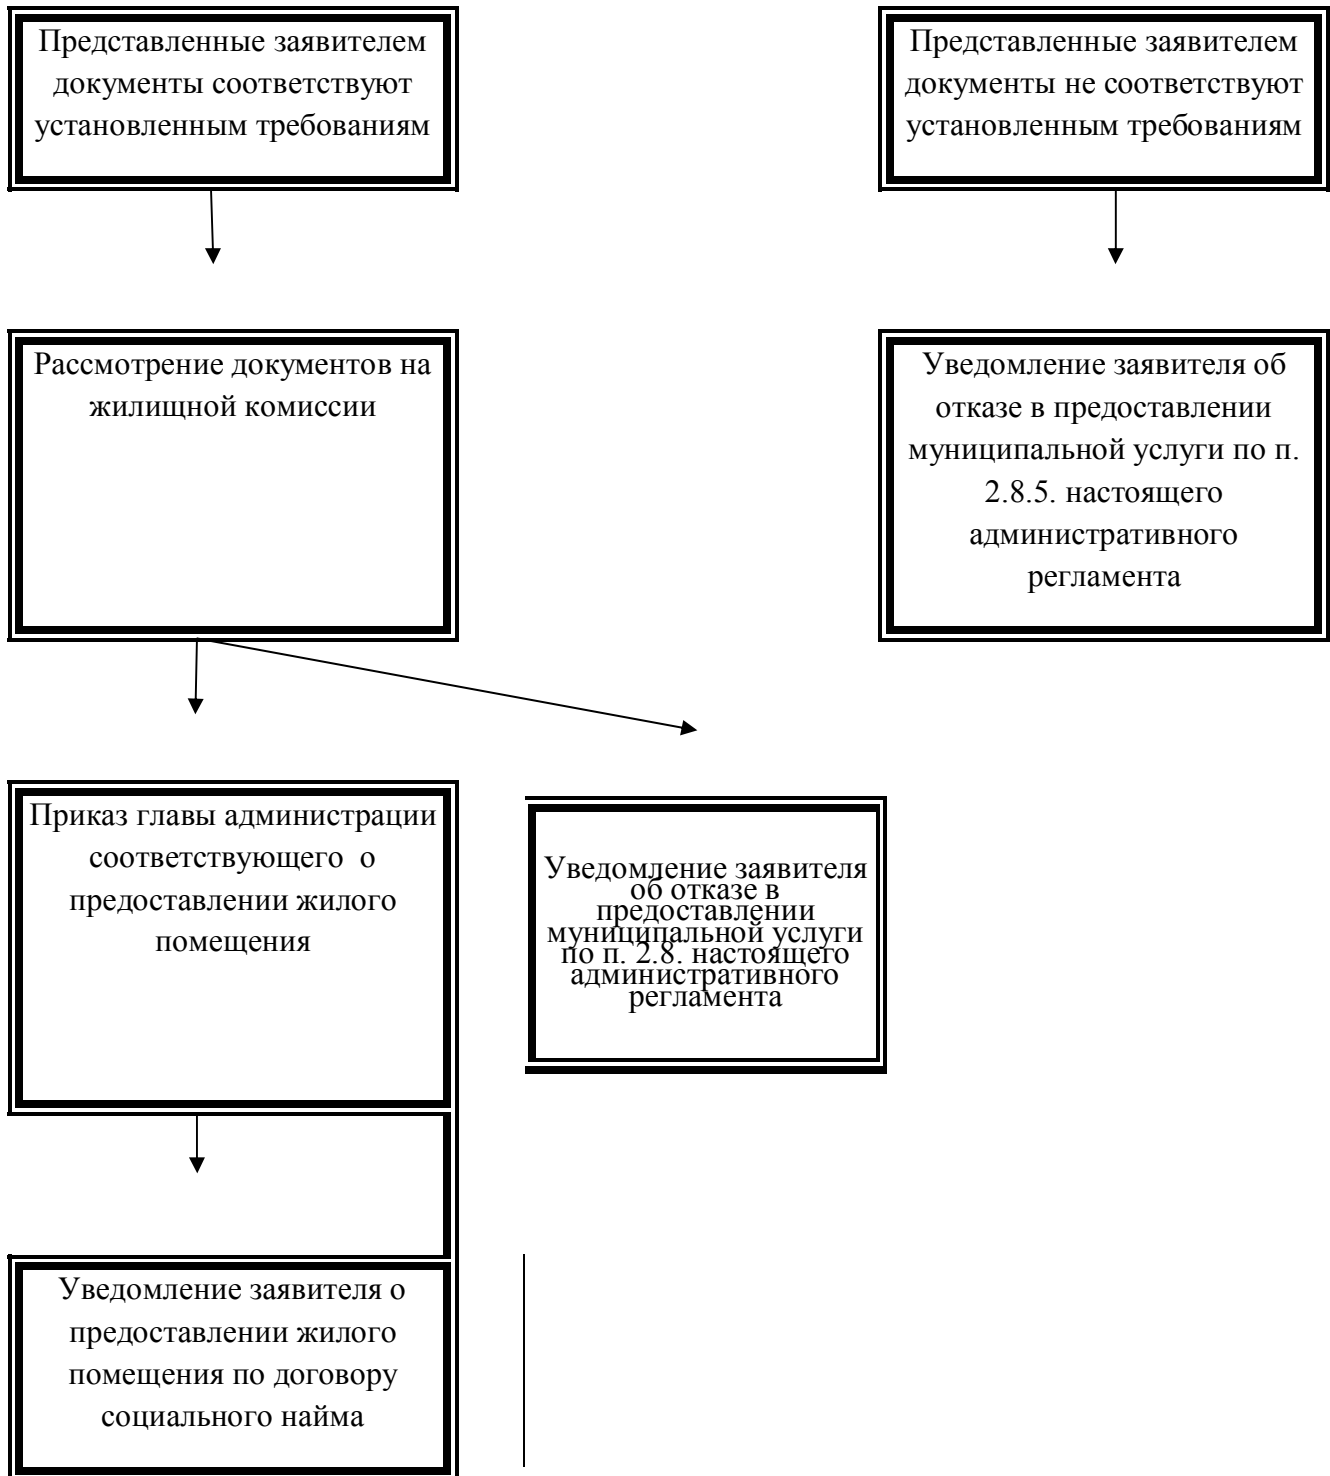 Представленные заявителем
документы соответствуют
установленным требованиям
Представленные заявителем
документы не соответствуют
установленным требованиям
Рассмотрение документов на
жилищной комиссии
Уведомление заявителя об
отказе в предоставлении
муниципальной услуги по п.
2.8.5. настоящего
административного
регламента
Приказ главы администрации
соответствующего  о
предоставлении жилого
помещения
Уведомление заявителя
об отказе в
предоставлении
муниципальной услуги
по п. 2.8. настоящего
административного
регламента
Уведомление заявителя о
предоставлении жилого
помещения по договору
социального найма